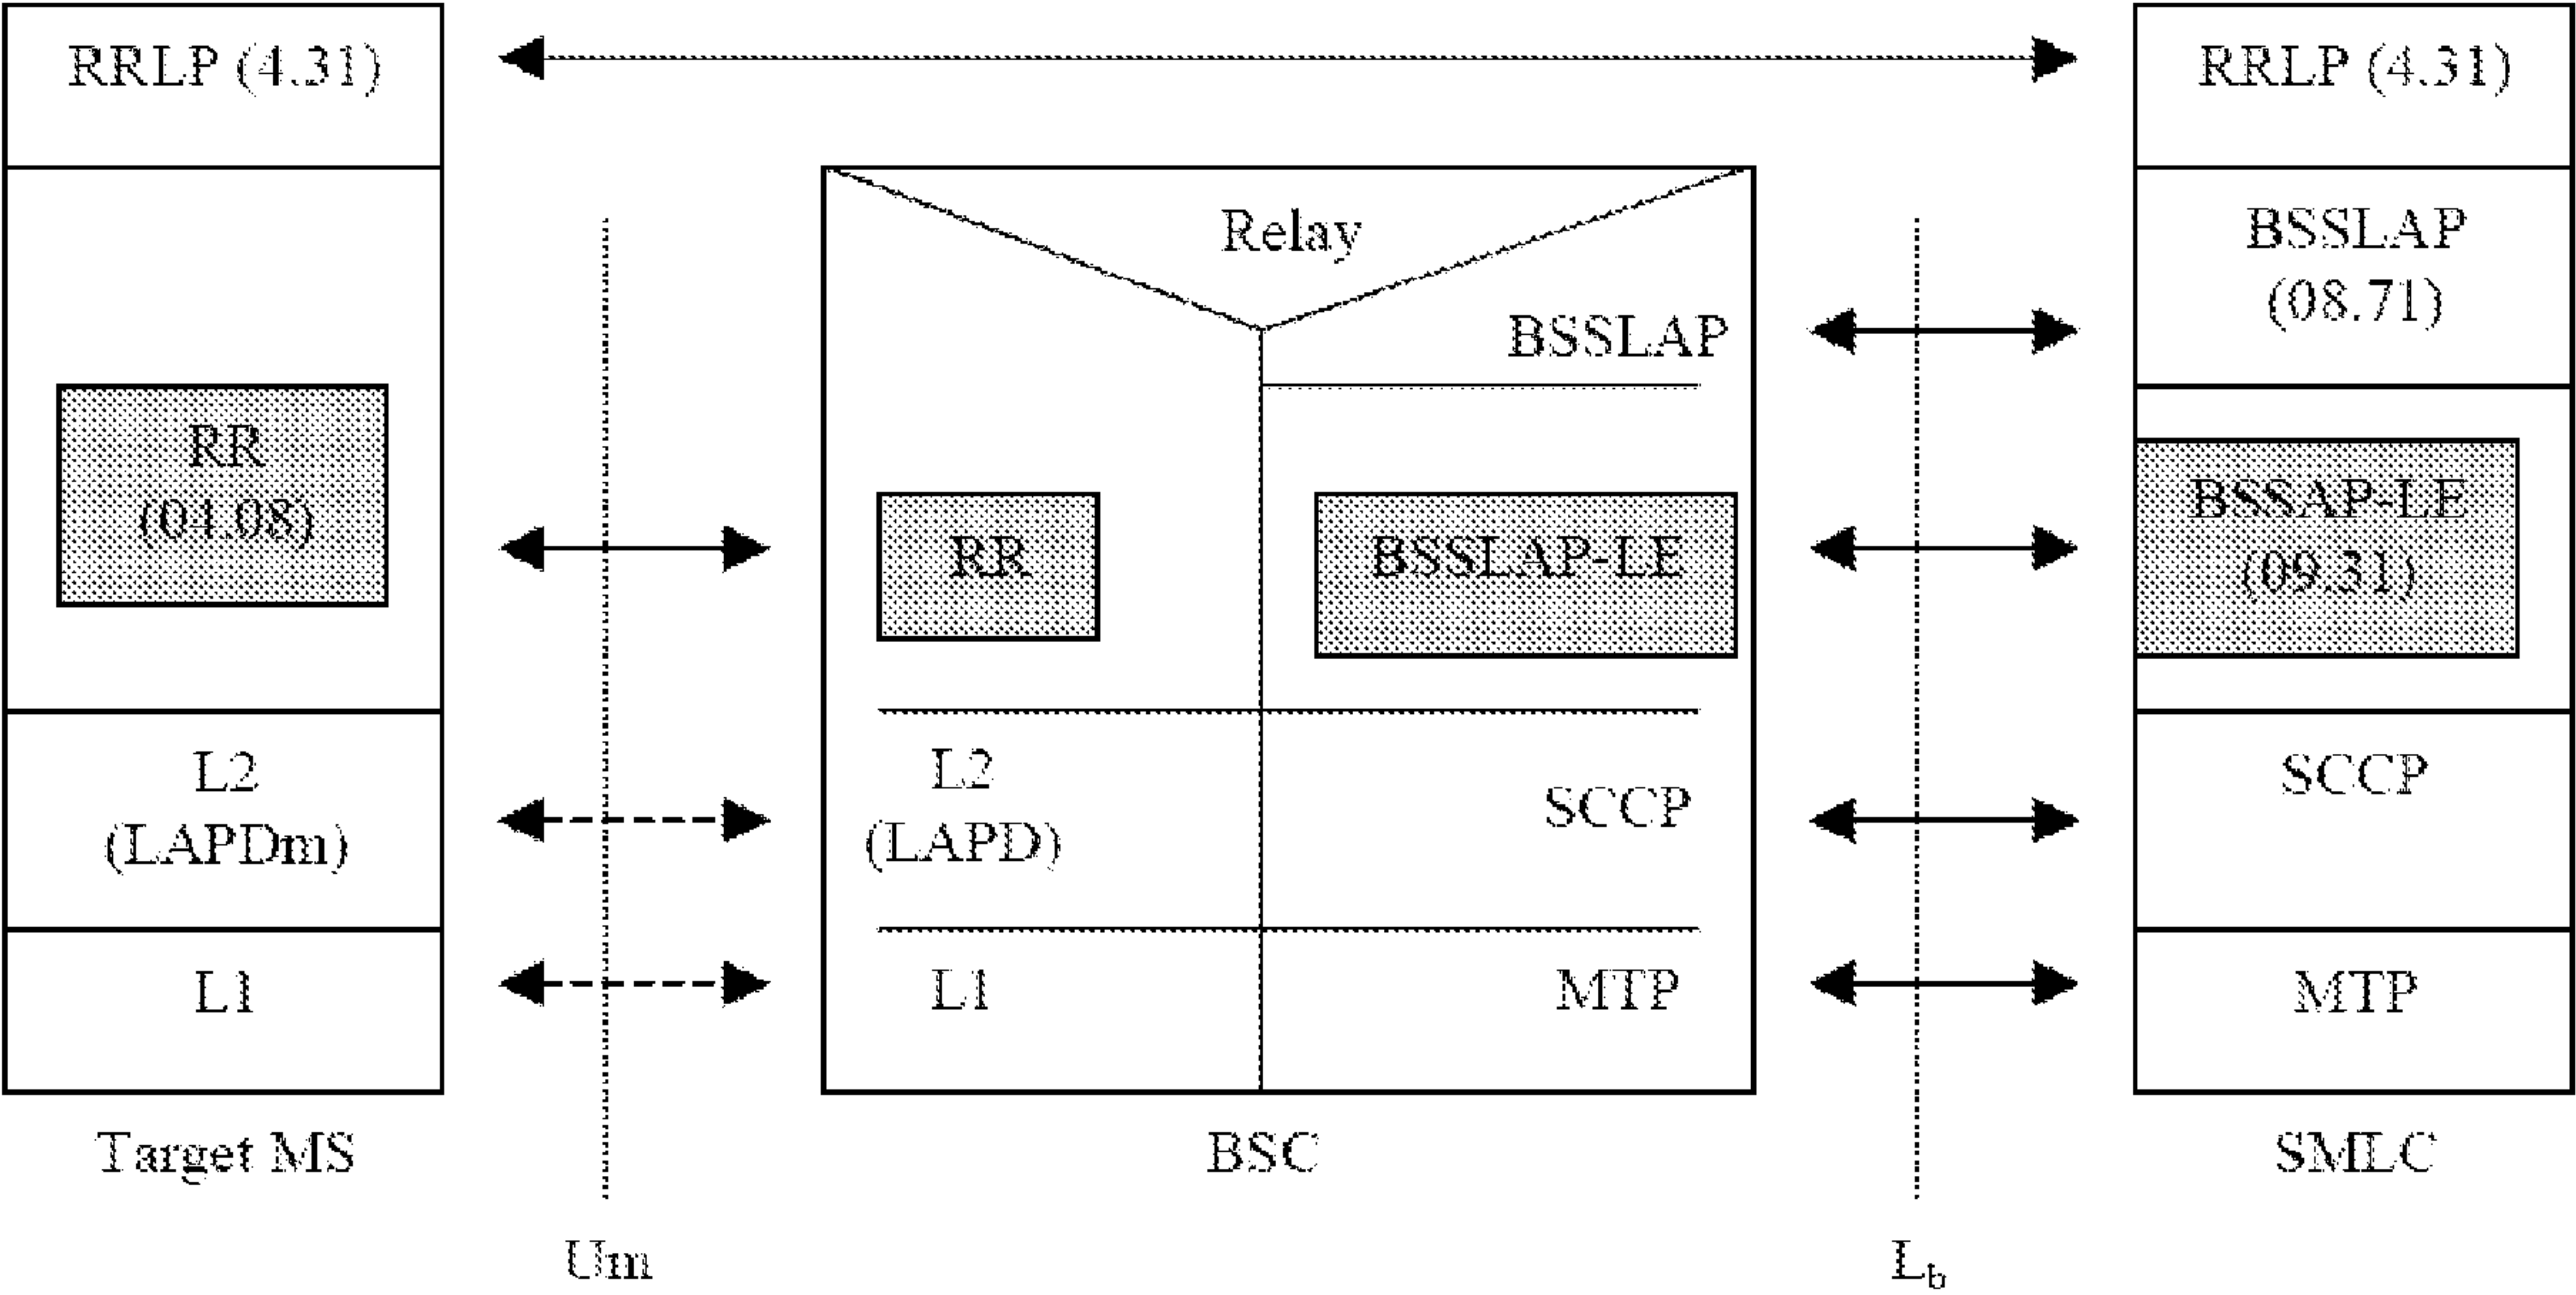 RRLP (4.31)
RR
(04.08)
L2
(LAPDm)
L1
Target MS
Um
Relay
BSSLAP
RR
BSSLAP-LE
L2
(LAPD)
SCCP
L1
MTP
BSC
Lb
RRLP (4.31)
BSSLAP
(08.71)
BSSAP-LE
(09.31)
SCCP
MTP
SMLC